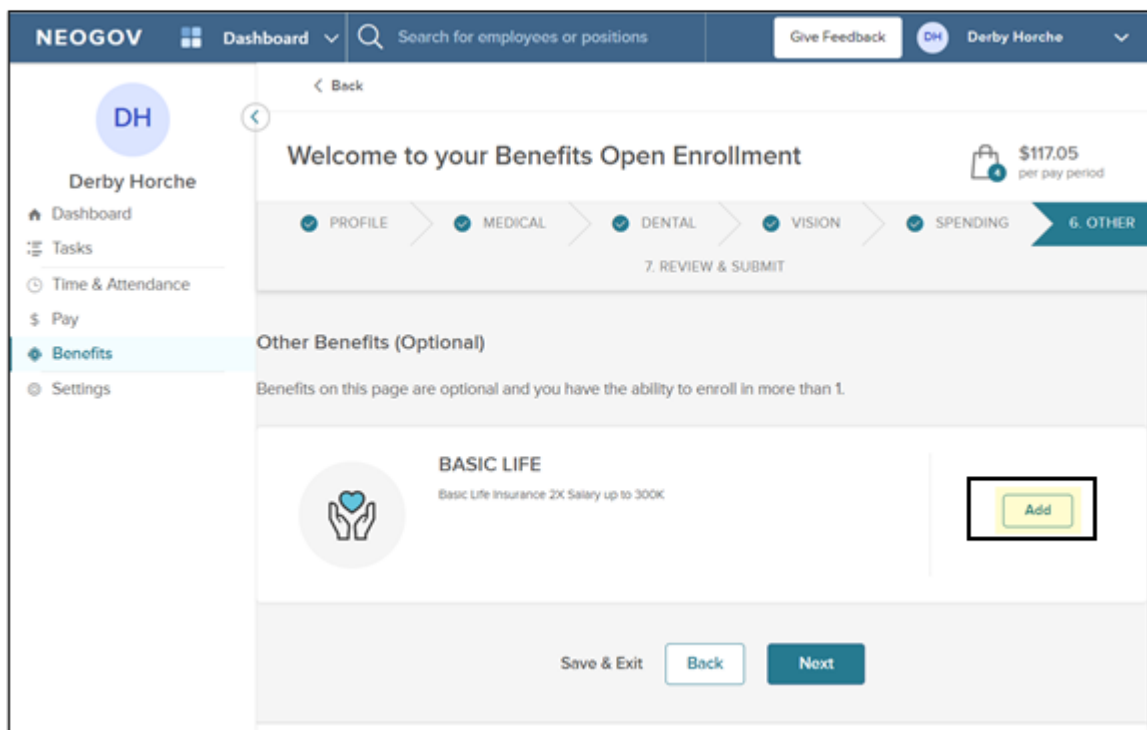 NEOGOV Dashboard Search for employees or positions Give Feedback DH Derby Horche
DH
Derby Horche
Dashboard
Tasks
Time & Attendance
$ Pay
Benefits
Settings
Back
Welcome to your Benefits Open Enrollment
4
$117.05
per pay period
PROFILE MEDICAL DENTAL VISION SPENDING 6. OTHER
7. REVIEW & SUBMIT
Other Benefits (Optional)
Benefits on this page are optional and you have the ability to enroll in more than 1.
BASIC LIFE
Basic Life Insurance 2X Salary up to 300K
Add
Save & Exit Back Next